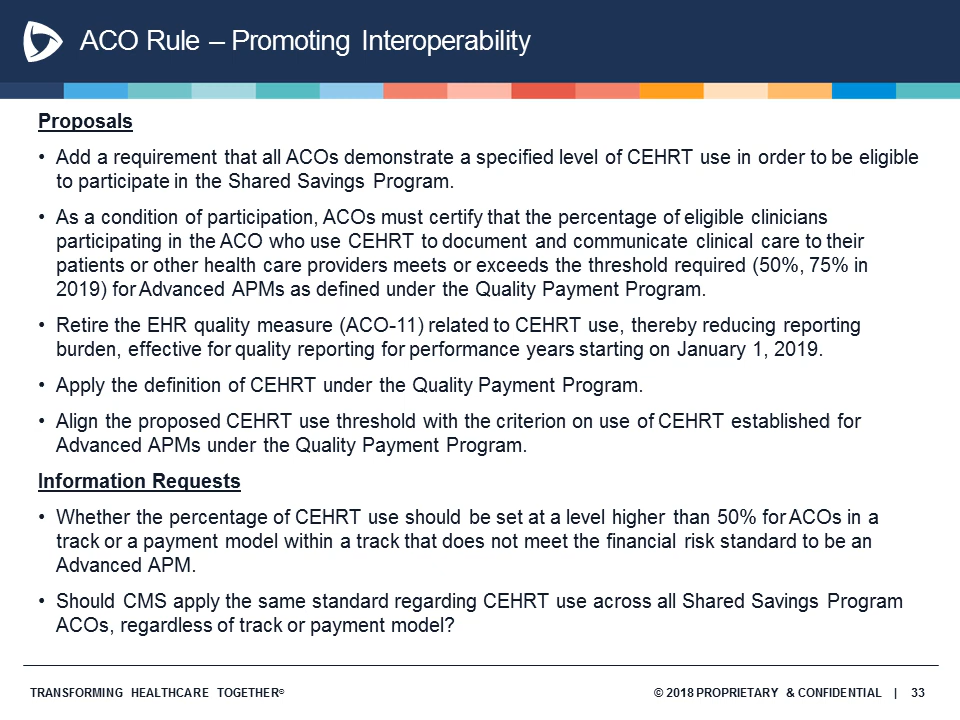 ACO Rule – Promoting Interoperability
Proposals
• Add a requirement that all ACOs demonstrate a specified level of CEHRT use in order to be eligible
to participate in the Shared Savings Program.
• As a condition of participation, ACOs must certify that the percentage of eligible clinicians
participating in the ACO who use CEHRT to document and communicate clinical care to their
patients or other health care providers meets or exceeds the threshold required (50%, 75% in
2019) for Advanced APMs as defined under the Quality Payment Program.
• Retire the EHR quality measure (ACO-11) related to CEHRT use, thereby reducing reporting
burden, effective for quality reporting for performance years starting on January 1, 2019.
• Apply the definition of CEHRT under the Quality Payment Program.
• Align the proposed CEHRT use threshold with the criterion on use of CEHRT established for
Advanced APMs under the Quality Payment Program.
Information Requests
• Whether the percentage of CEHRT use should be set at a level higher than 50% for ACOs in a
track or a payment model within a track that does not meet the financial risk standard to be an
Advanced APM.
• Should CMS apply the same standard regarding CEHRT use across all Shared Savings Program
ACOs, regardless of track or payment model?
TRANSFORMING HEALTHCARE TOGETHER®
© 2018 PROPRIETARY & CONFIDENTIAL | 33